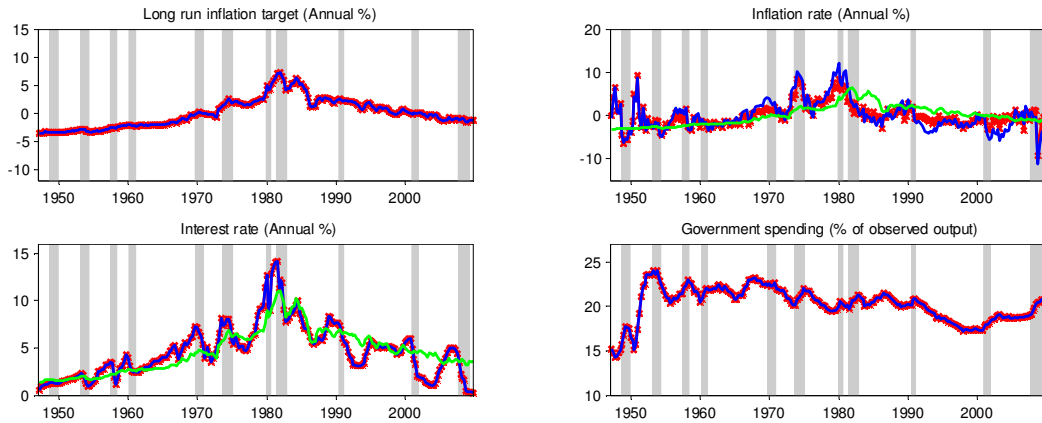 Long run inflation target (Annual %)
15
10
5
0
-5
-10
1950 1960 1970 1980 1990 2000
Inflation rate (Annual %)
20
10
0
-10
1950 1960 1970 1980 1990 2000
Interest rate (Annual %)
15
10
5
0
1950 1960 1970 1980 1990 2000
Government spending (% of observed output)
25
20
15
10
1950 1960 1970 1980 1990 2000